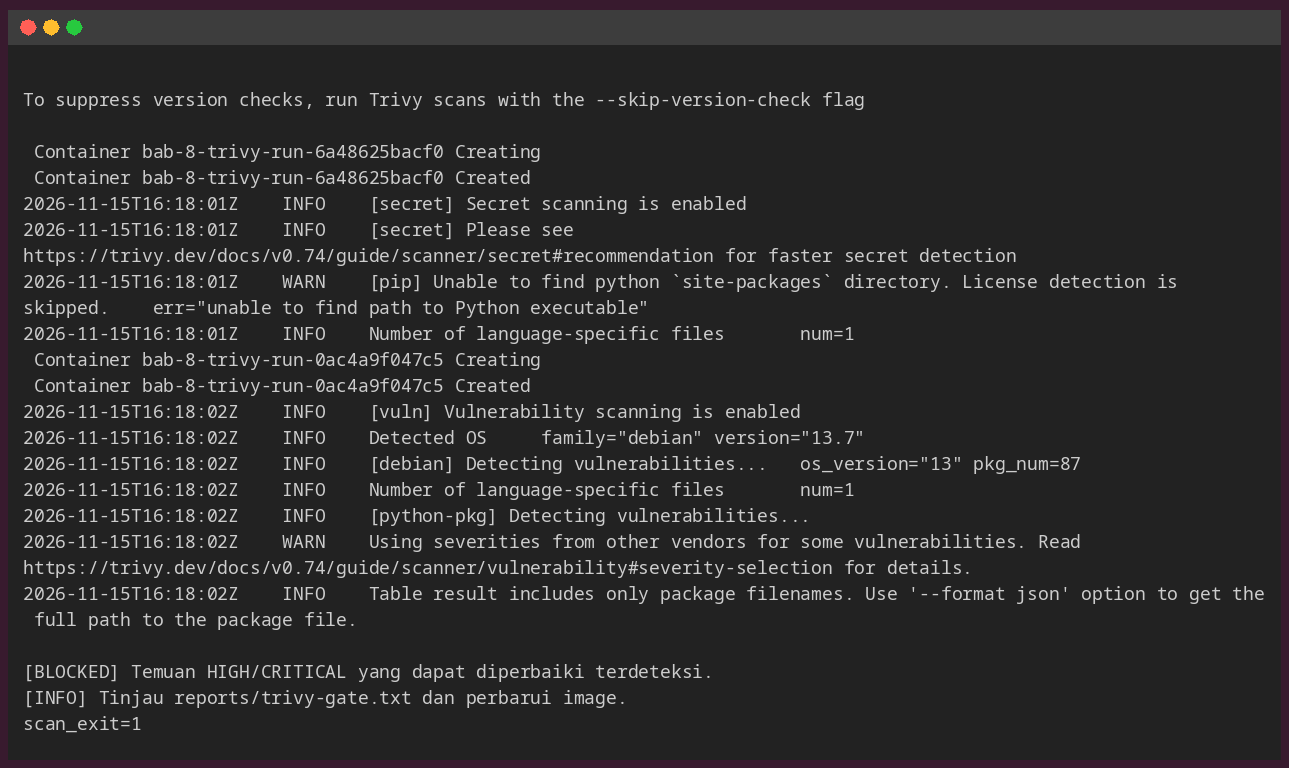 To suppress version checks, run Trivy scans with the --skip-version-check flag
Container bab-8-trivy-run-6a48625bacf0 Creating
Container bab-8-trivy-run-6a48625bacf0 Created
2026-11-15T16:18:01Z    INFO    [secret] Secret scanning is enabled
2026-11-15T16:18:01Z    INFO    [secret] Please see
https://trivy.dev/docs/v0.74/guide/scanner/secret#recommendation for faster secret detection
2026-11-15T16:18:01Z    WARN    [pip] Unable to find python `site-packages` directory. License detection is
skipped.    err="unable to find path to Python executable"
2026-11-15T16:18:01Z    INFO    Number of language-specific files       num=1
Container bab-8-trivy-run-0ac4a9f047c5 Creating
Container bab-8-trivy-run-0ac4a9f047c5 Created
2026-11-15T16:18:02Z    INFO    [vuln] Vulnerability scanning is enabled
2026-11-15T16:18:02Z    INFO    Detected OS     family="debian" version="13.7"
2026-11-15T16:18:02Z    INFO    [debian] Detecting vulnerabilities...   os_version="13" pkg_num=87
2026-11-15T16:18:02Z    INFO    Number of language-specific files       num=1
2026-11-15T16:18:02Z    INFO    [python-pkg] Detecting vulnerabilities...
2026-11-15T16:18:02Z    WARN    Using severities from other vendors for some vulnerabilities. Read
https://trivy.dev/docs/v0.74/guide/scanner/vulnerability#severity-selection for details.
2026-11-15T16:18:02Z    INFO    Table result includes only package filenames. Use '--format json' option to get the
full path to the package file.
[BLOCKED] Temuan HIGH/CRITICAL yang dapat diperbaiki terdeteksi.
[INFO] Tinjau reports/trivy-gate.txt dan perbarui image.
scan_exit=1